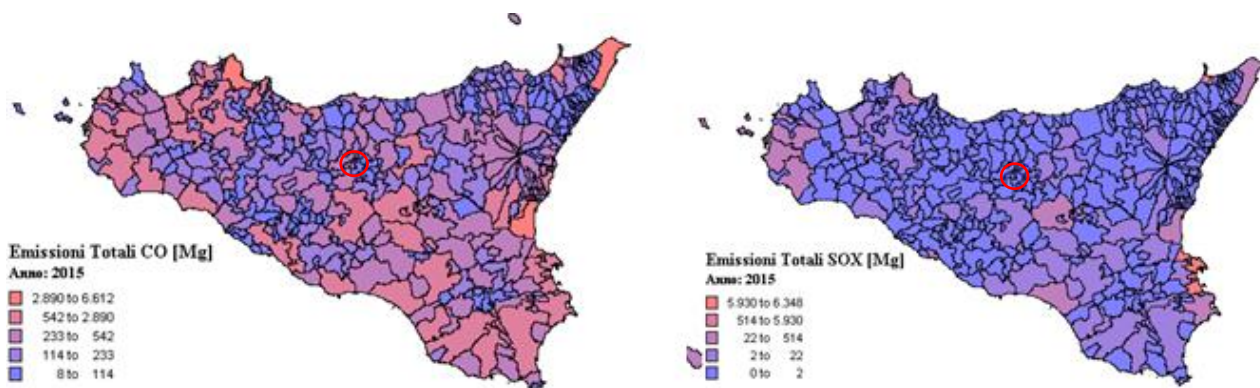 Emissioni Totali CO [Mg]
Anno: 2015
2.890 to 6.612
542 to 2.890
233 to 542
114 to 233
8 to 114
Emissioni Totali SOX [Mg]
Anno: 2015
5.930 to 6.348
514 to 5.930
22 to 514
2 to 22
0 to 2